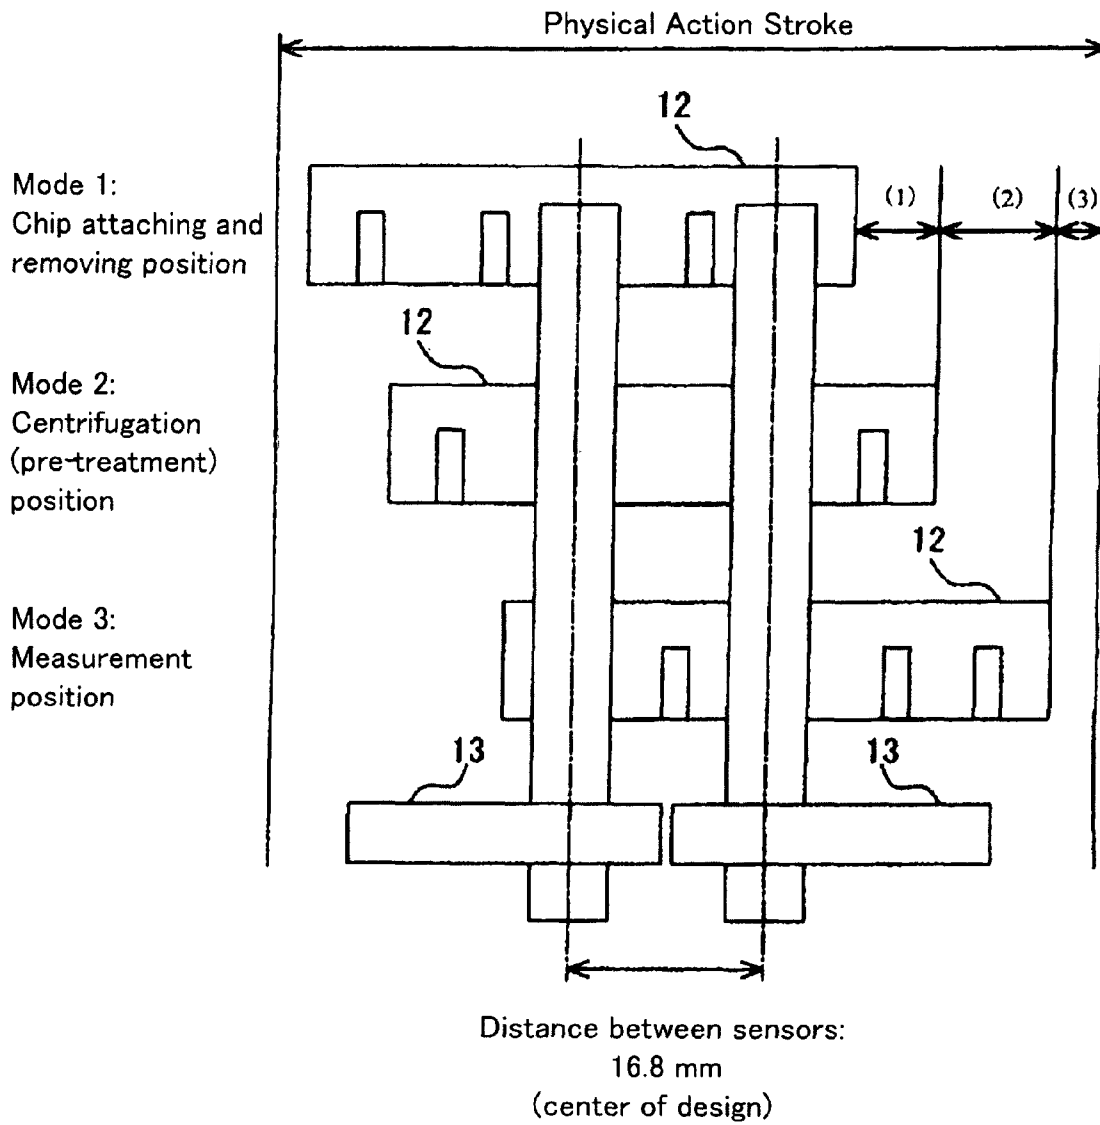 Physical Action Stroke
12
Mode 1:
Chip attaching and
removing position
(1)
(2)
(3)
12
Mode 2:
Centrifugation
(pre-treatment)
position
12
Mode 3:
Measurement
position
13
13
Distance between sensors:
16.8 mm
(center of design)